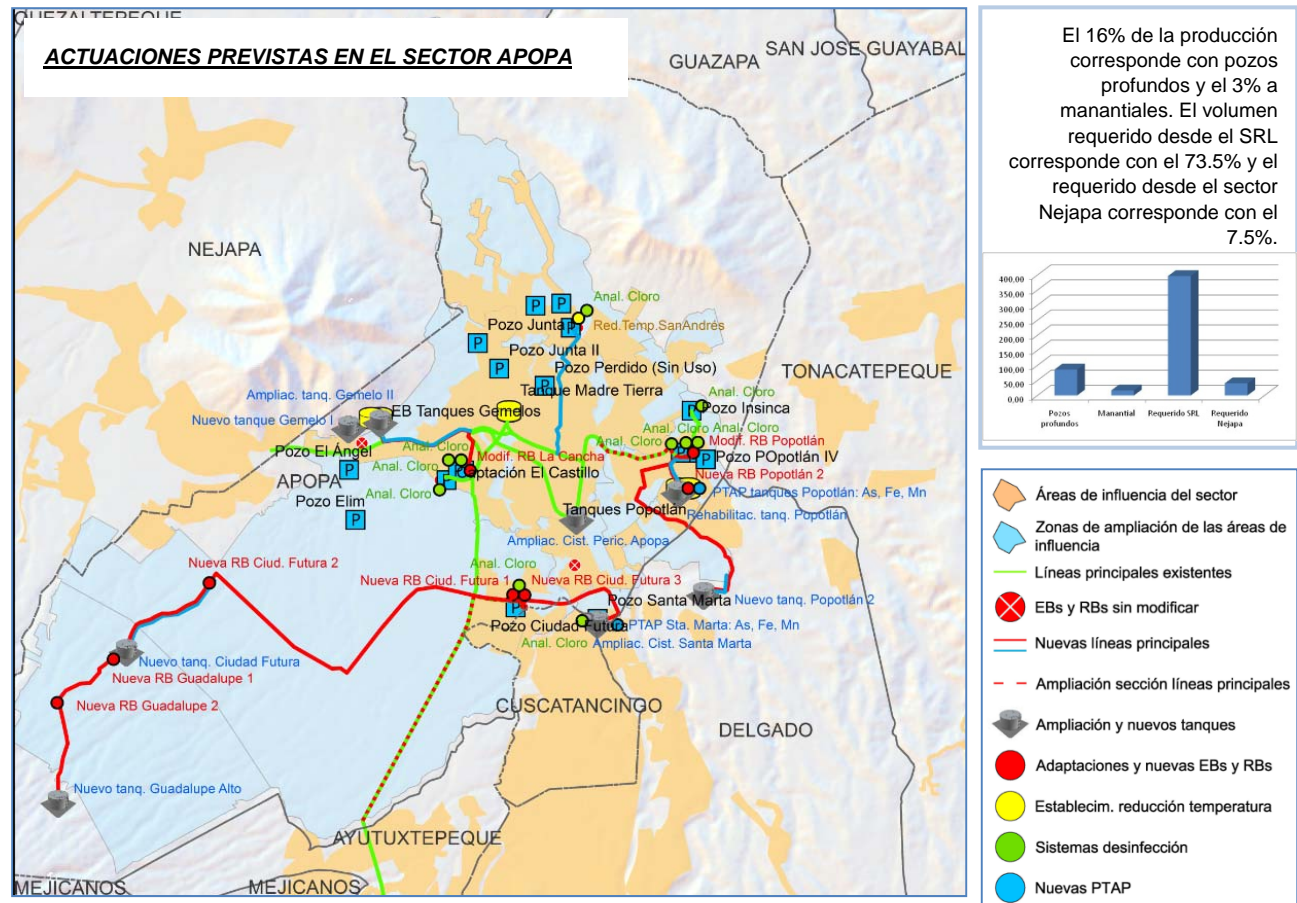 QUEZALTEPEQUE
ACTUACIONES PREVISTAS EN EL SECTOR APOPA
SAN JOSE GUAYABAL
GUAZAPA
NEJAPA
Anal. Cloro
Pozo Junta
Red.Temp.SanAndrés
Pozo Junta II
Pozo Perdido (Sin Uso)
TONACATEPEQUE
Tanque Madre Tierra
Ampliac. tanq. Gemelo II
Anal. Cloro
EB Tanques Gemelos
Pozo Insinca
Nuevo tanque Gemelo I
Anal. Cloro Anal. Cloro
Anal. Cloro
Modif. RB Popotlán
Pozo El Ángel
Anal. Cloro
Modif. RB La Cancha
Pozo POpotlán IV
Anal. Cloro
Captación El Castillo
Nueva RB Popotlán 2
APOPA
Anal. Cloro
PTAP tanques Popotlán: As, Fe, Mn
Pozo Elim
Tanques Popotlán
Rehabilitac. tanq. Popotlán
Ampliac. Cist. Peric. Apopa
Nueva RB Ciud. Futura 2
Anal. Cloro
Nueva RB Ciud. Futura 1
Nueva RB Ciud. Futura 3
Pozo Santa Marta
Nuevo tanq. Popotlán 2
Pozo Ciudad Futura
PTAP Sta. Marta: As, Fe, Mn
Anal. Cloro
Ampliac. Cist. Santa Marta
Nuevo tanq. Ciudad Futura
Nueva RB Guadalupe 1
Nueva RB Guadalupe 2
CUSCATANCINGO
DELGADO
Nuevo tanq. Guadalupe Alto
AYUTUXTEPEQUE
MEJICANOS
MEJICANOS
P
P
P
P
P
P
P
P
P
P
El 16% de la producción
corresponde con pozos
profundos y el 3% a
manantiales. El volumen
requerido desde el SRL
corresponde con el 73.5% y el
requerido desde el sector
Nejapa corresponde con el
7.5%.
400.00
350.00
300.00
250.00
200.00
150.00
100.00
50.00
0.00
Pozos profundos
Manantial
Requerido SRL
Requerido Nejapa
Áreas de influencia del sector
Zonas de ampliación de las áreas de
influencia
Líneas principales existentes
EBs y RBs sin modificar
Nuevas líneas principales
Ampliación sección líneas principales
Ampliación y nuevos tanques
Adaptaciones y nuevas EBs y RBs
Establecim. reducción temperatura
Sistemas desinfección
Nuevas PTAP